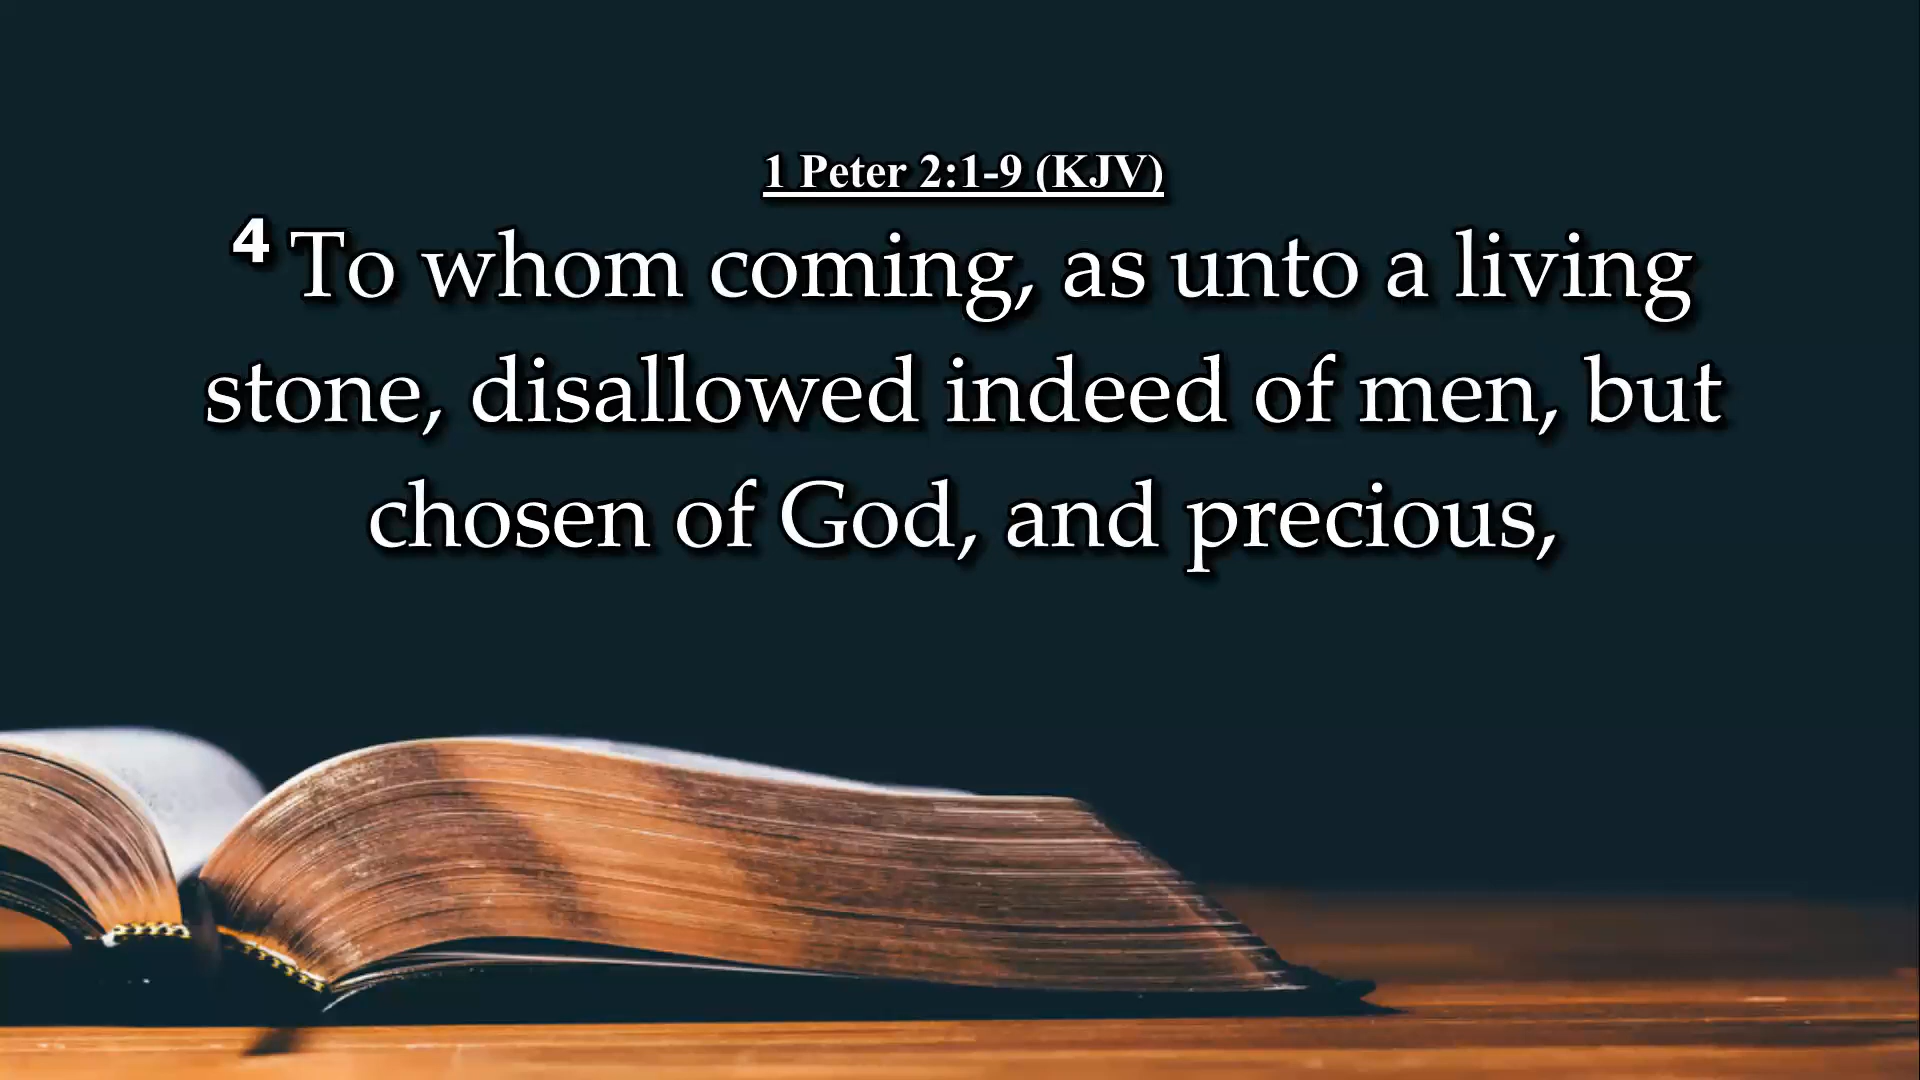 1 Peter 2:1-9 (KJV)
4 To whom coming, as unto a living
stone, disallowed indeed of men, but
chosen of God, and precious,